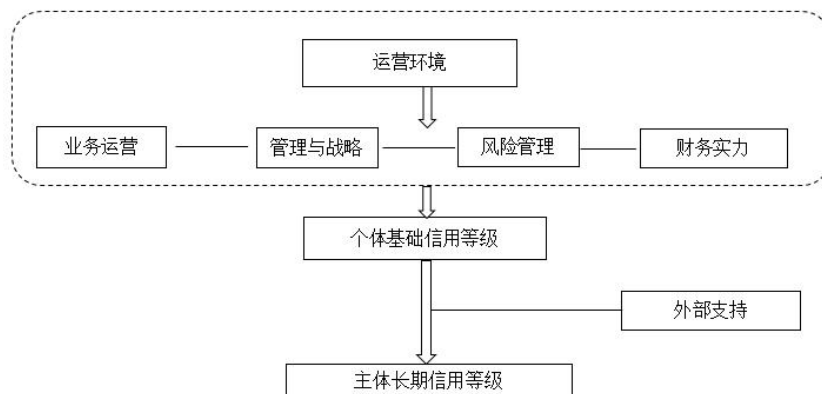 运营环境
业务运营
管理与战略
风险管理
财务实力
个体基础信用等级
外部支持
主体长期信用等级